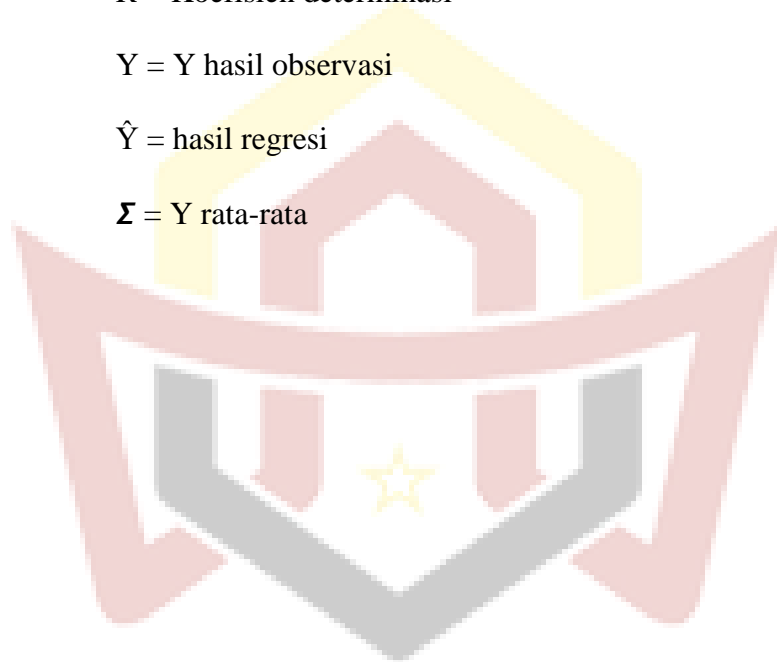 Y = Y hasil observasi
Ŷ = hasil regresi
Σ = Y rata-rata